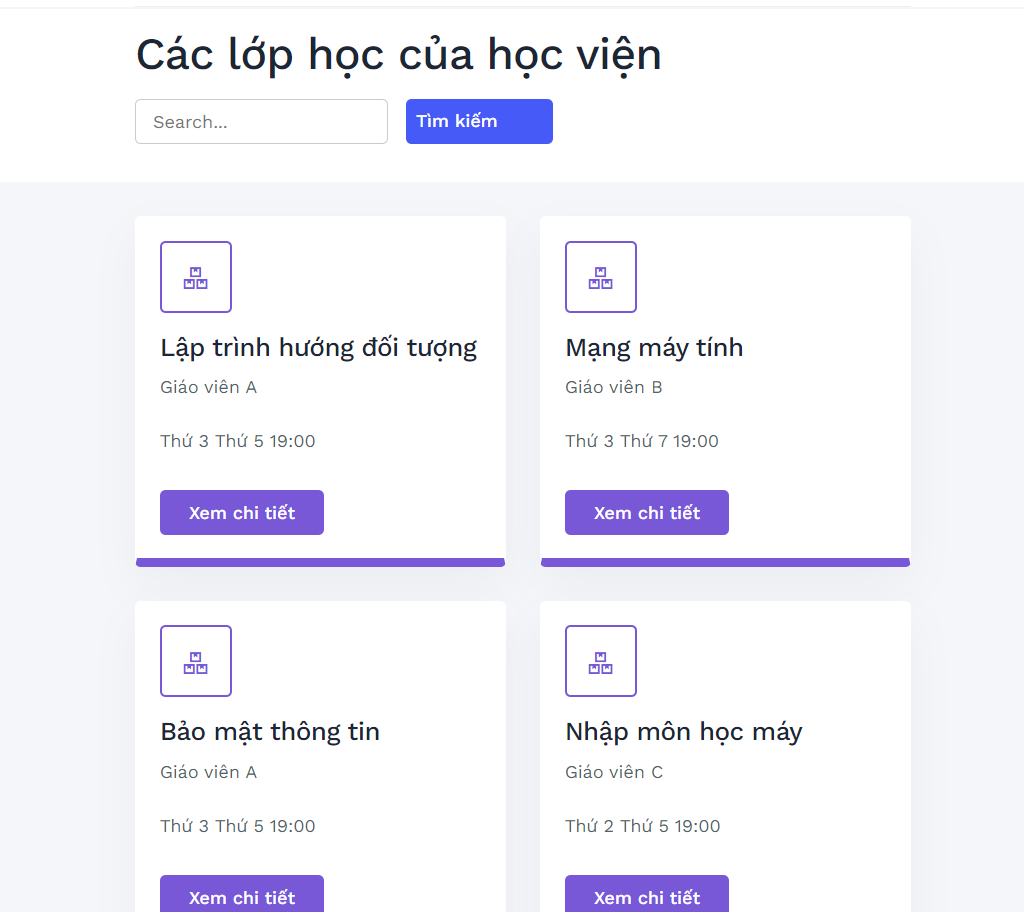 Các lớp học của học viện
Search...
Tìm kiếm
Lập trình hướng đối tượng
Giáo viên A
Thứ 3 Thứ 5 19:00
Xem chi tiết
Mạng máy tính
Giáo viên B
Thứ 3 Thứ 7 19:00
Xem chi tiết
Bảo mật thông tin
Giáo viên A
Thứ 3 Thứ 5 19:00
Xem chi tiết
Nhập môn học máy
Giáo viên C
Thứ 2 Thứ 5 19:00
Xem chi tiết